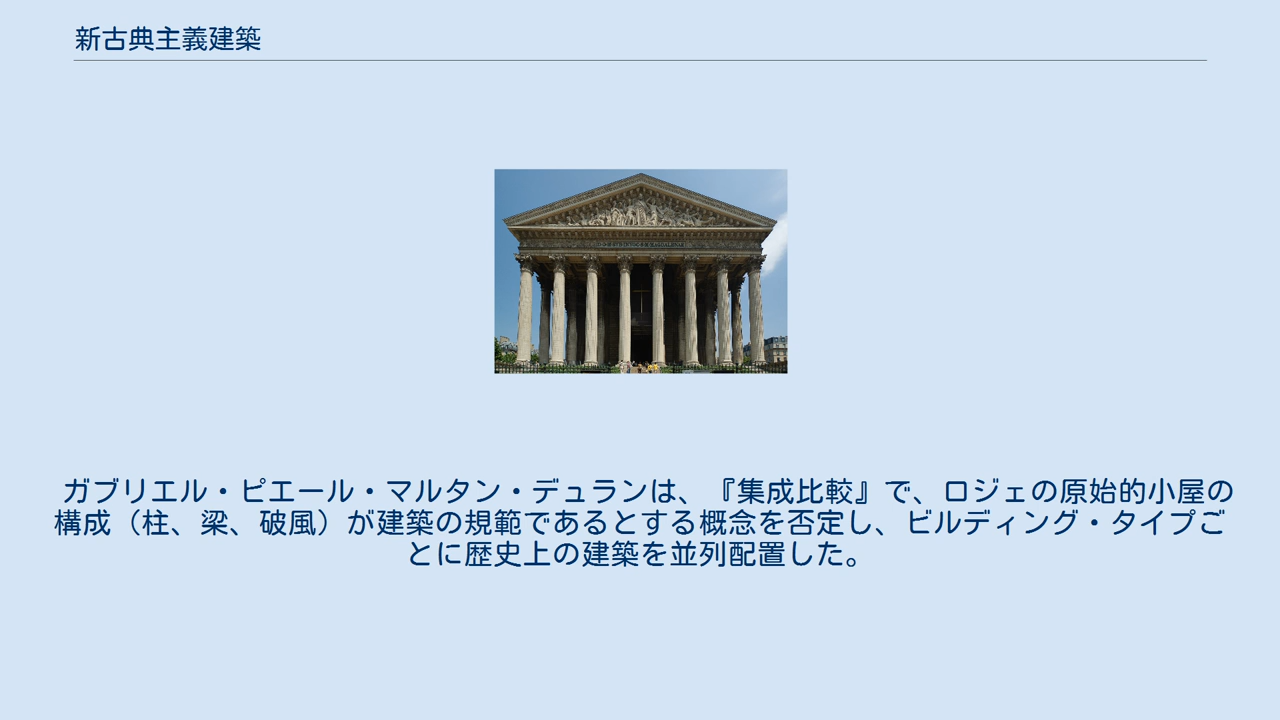 新古典主義建築
ガブリエル・ピエール・マルタン・デュランは、『集成比較』で、ロジェの原始的小屋の
構成（柱、梁、破風）が建築の規範であるとする概念を否定し、ビルディング・タイプご
とに歴史上の建築を並列配置した。